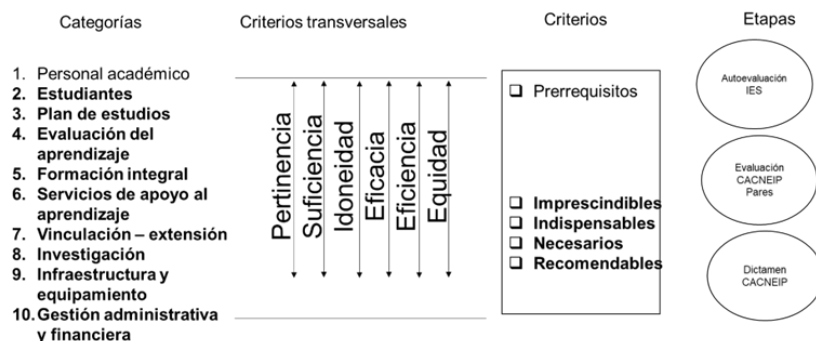 Categorías
Criterios transversales
Criterios
Etapas
1. Personal académico
2. Estudiantes
3. Plan de estudios
4. Evaluación del
aprendizaje
5. Formación integral
6. Servicios de apoyo al
aprendizaje
7. Vinculación – extensión
8. Investigación
9. Infraestructura y
equipamiento
10. Gestión administrativa
y financiera
Pertinencia
Suficiencia
Idoneidad
Eficacia
Eficiencia
Equidad
❑ Prerrequisitos
❑ Imprescindibles
❑ Indispensables
❑ Necesarios
❑ Recomendables
Autoevaluación
IES
Evaluación
CACNEIP
Pares
Dictamen
CACNEIP